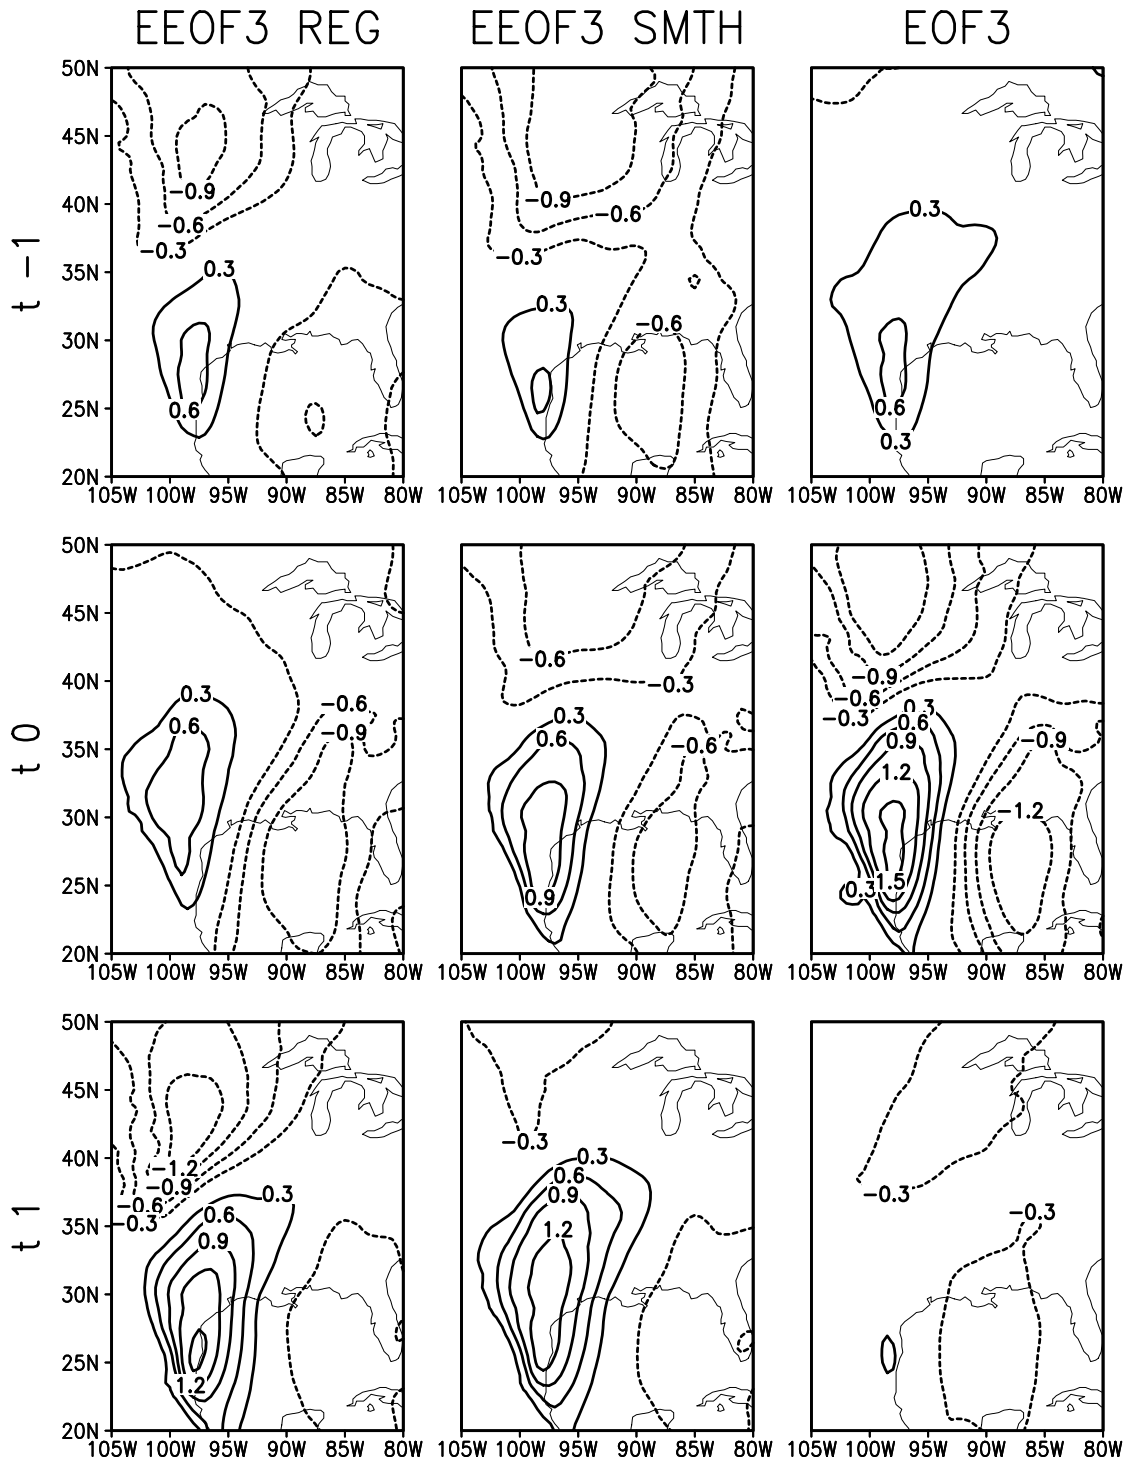 EEOF3 REG EEOF3 SMTH EOF3
50N
-0.9 -0.9
45N
40N
-0.6 -0.6 0.3
-0.3 -0.3
t -1
35N
0.3 0.3
-0.6
30N
25N
0.6 0.6
0.3
20N
105W 100W 95W 90W 85W 80W 105W 100W 95W 90W 85W 80W 105W 100W 95W 90W 85W 80W
50N
45N
-0.6
40N
-0.9
-0.3
0.3 -0.6 -0.6
0.3 -0.3 0.3
0.6 -0.9 0.6 -0.6 0.6
0.9 -0.9
t 0
35N
1.2
30N
-1.2
25N
0.9 0.3 1.5
20N
105W 100W 95W 90W 85W 80W 105W 100W 95W 90W 85W 80W 105W 100W 95W 90W 85W 80W
50N
45N
-0.3
40N
-1.2 0.3
-0.9 0.6
-0.6 0.3 0.9 -0.3
-0.3 0.6 -0.3
t 1
35N
0.9 1.2
30N
25N
1.2
20N
105W 100W 95W 90W 85W 80W 105W 100W 95W 90W 85W 80W 105W 100W 95W 90W 85W 80W